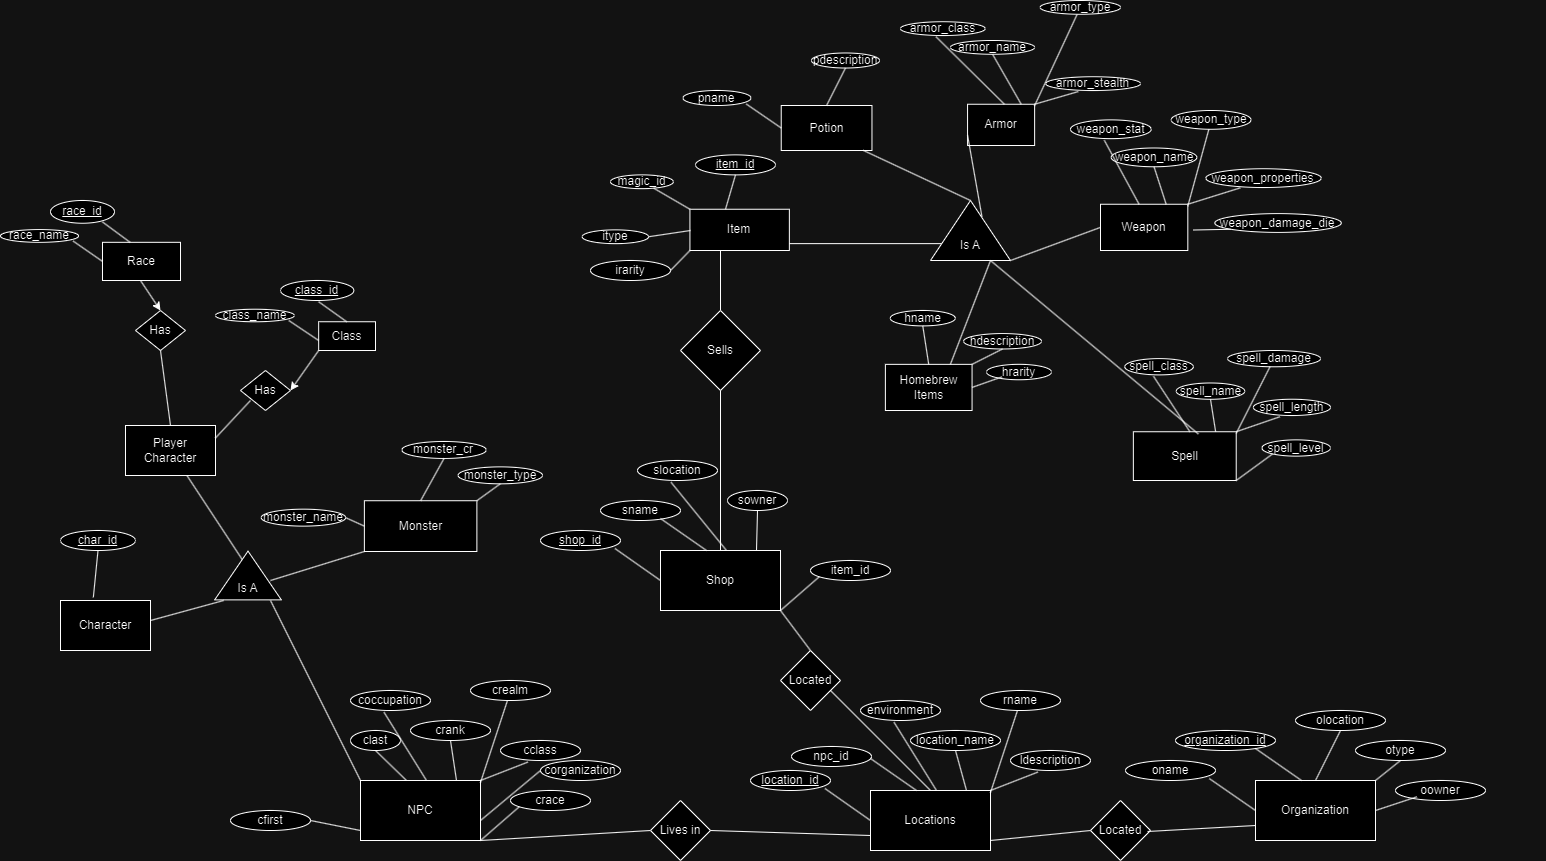 armor_type
armor_class
armor_name
pdescription
armor_stealth
pname
Potion
Armor
weapon_type
weapon_stat
weapon_name
item_id
magic_id
weapon_properties
race_id
weapon_damage_die
race_name
itype
Item
Weapon
Is A
Race
irarity
class_id
class_name
hname
Has
Class
hdescription
Sells
spell_damage
spell_class
hrarity
Homebrew
Items
Has
spell_name
spell_length
Player
Character
monster_cr
spell_level
Spell
slocation
monster_type
sowner
sname
monster_name
Monster
char_id
shop_id
item_id
Shop
Is A
Character
Located
crealm
coccupation
rname
environment
crank
olocation
clast
location_name
organization_id
cclass
otype
npc_id
ldescription
corganization
oname
location_id
oowner
crace
NPC
Organization
cfirst
Locations
Lives in
Located